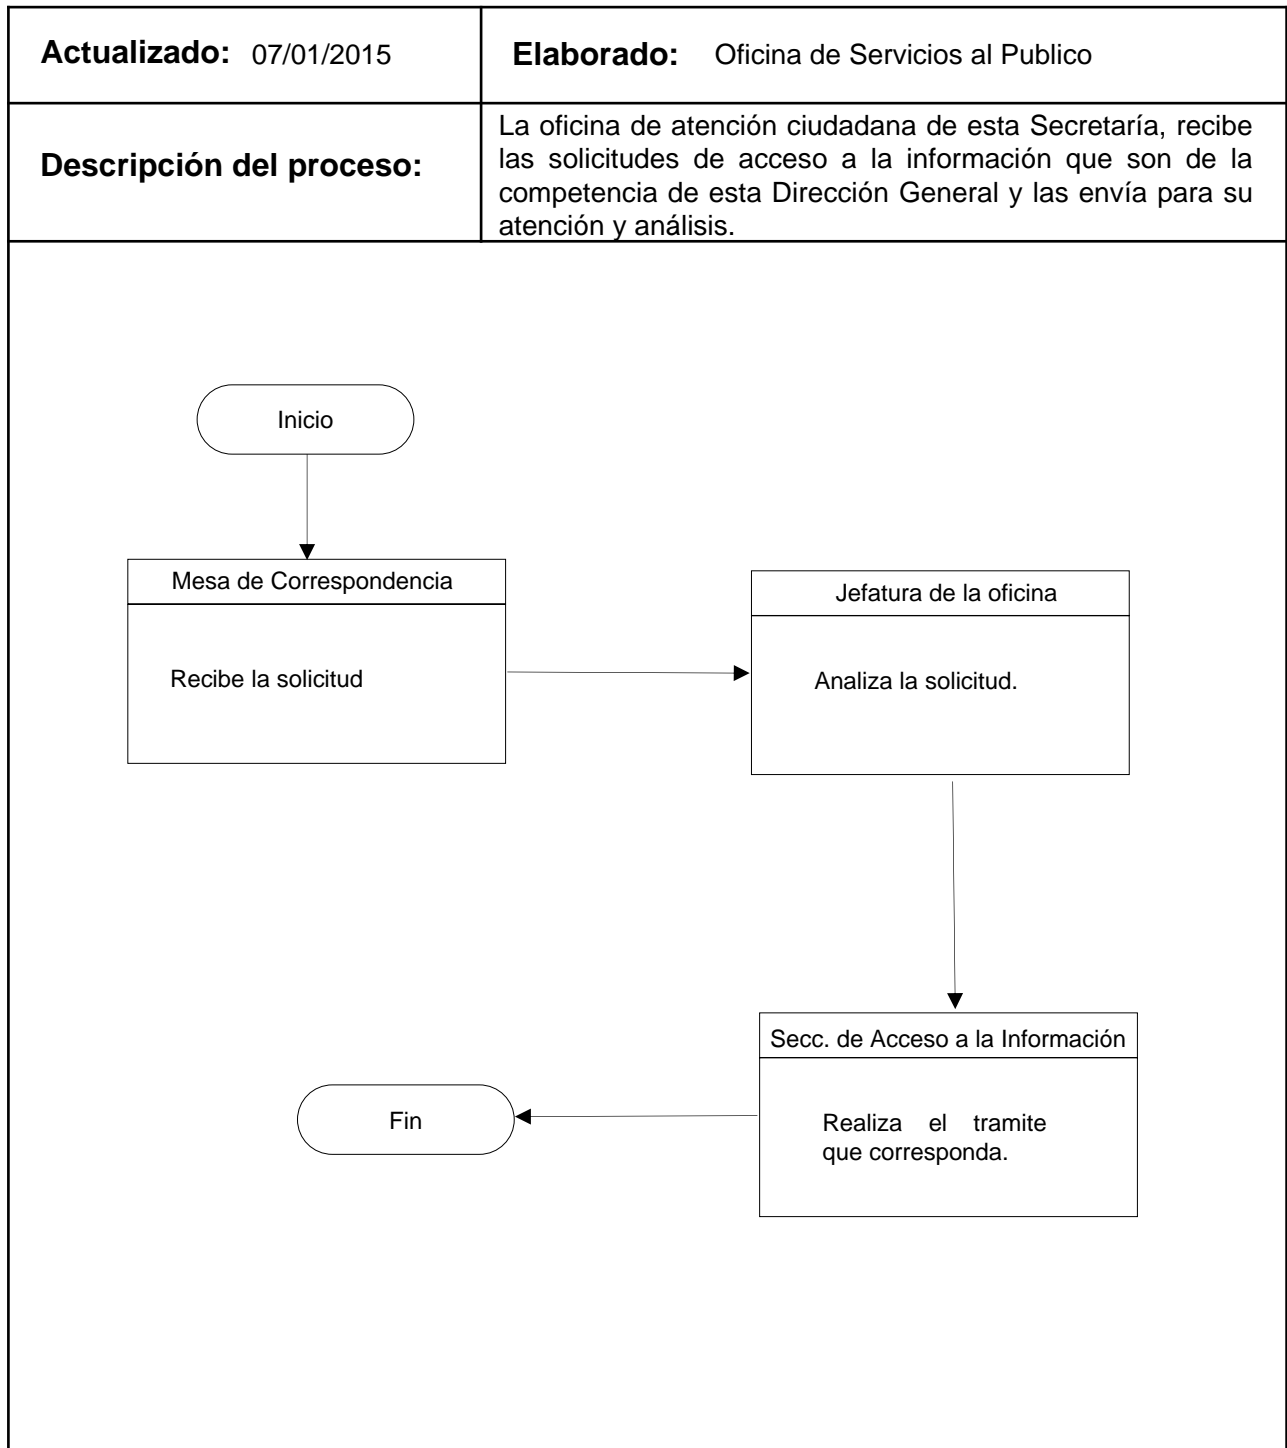 Actualizado: 07/01/2015
Elaborado: Oficina de Servicios al Publico
Descripción del proceso:
La oficina de atención ciudadana de esta Secretaría, recibe
las solicitudes de acceso a la información que son de la
competencia de esta Dirección General y las envía para su
atención y análisis.
Inicio
Mesa de Correspondencia
Recibe la solicitud
Jefatura de la oficina
Analiza la solicitud.
Secc. de Acceso a la Información
Realiza el tramite
que corresponda.
Fin